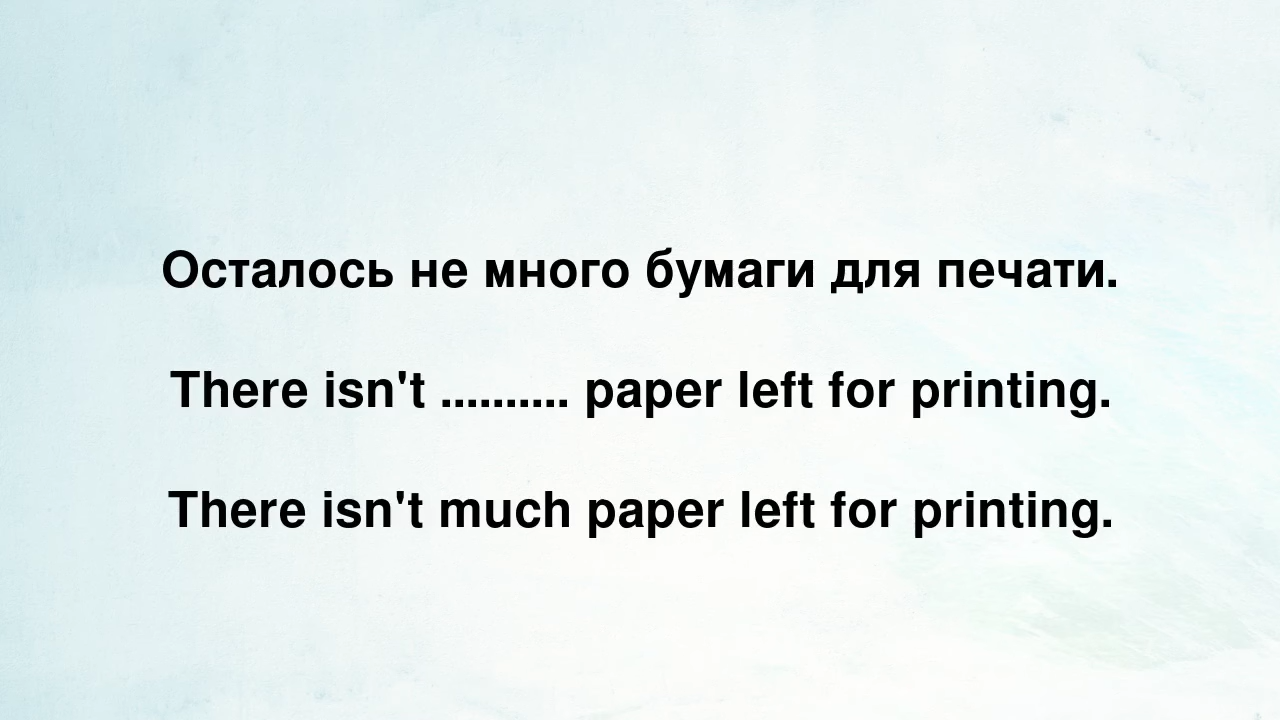 Осталось не много бумаги для печати.
There isn't .......... paper left for printing.
There isn't much paper left for printing.